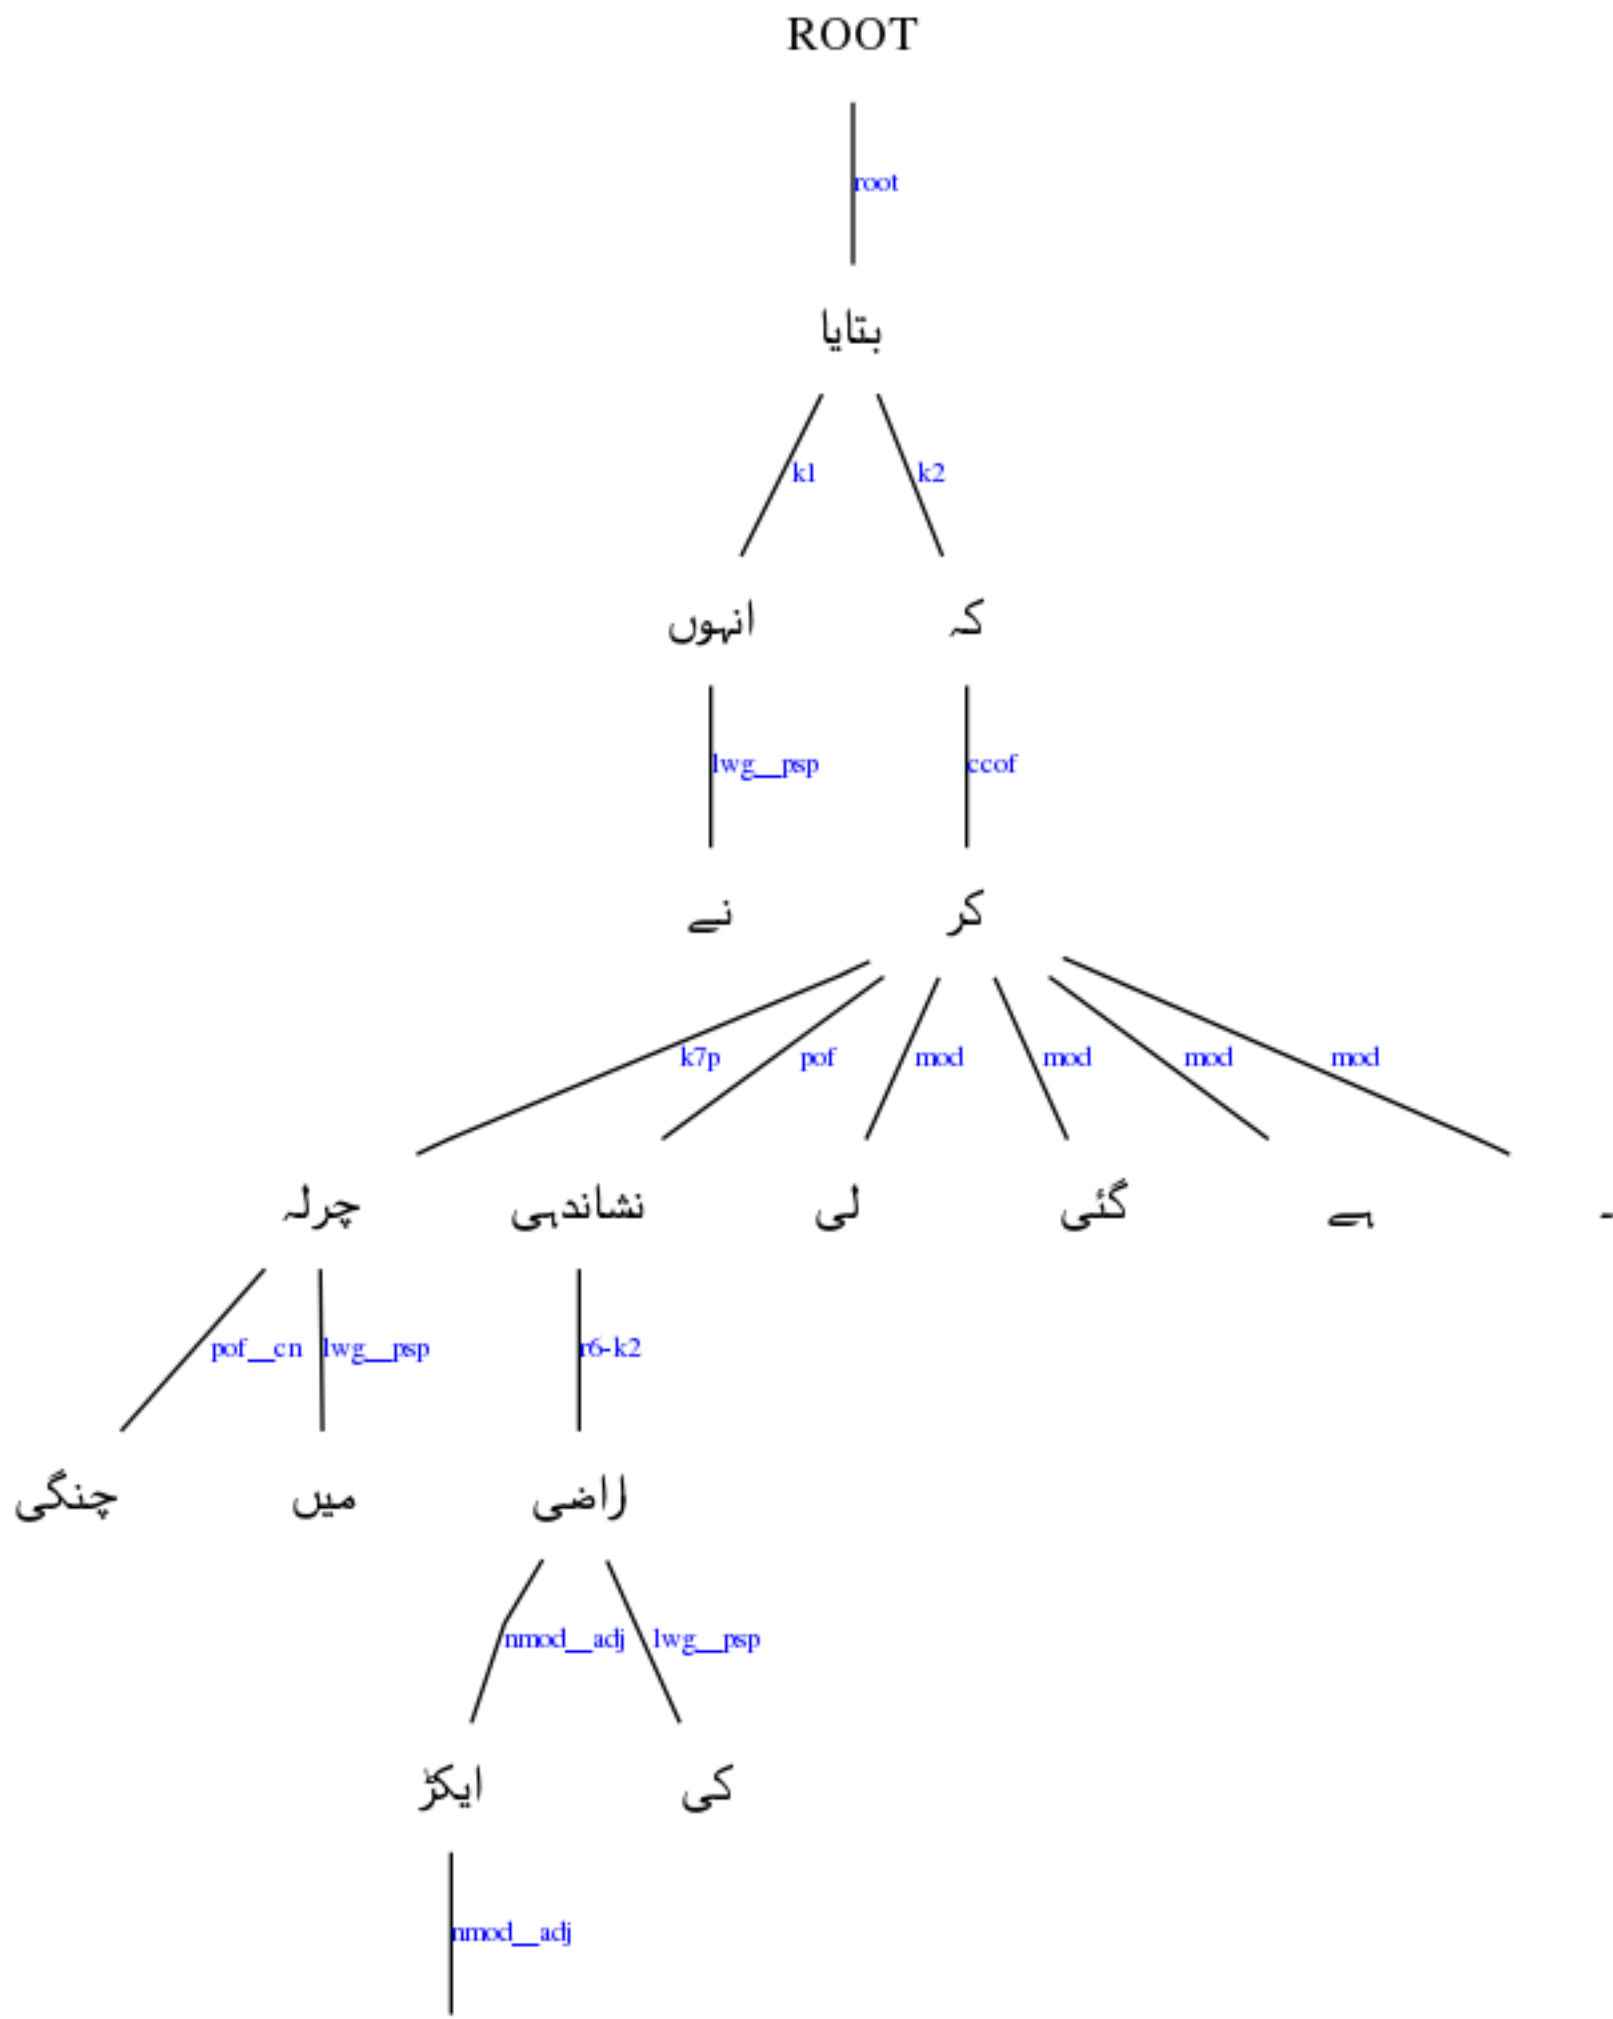 ROOT
root
بتایا
k1 k2
انہوں کہ
lwg__psp ccof
نے کر
k7p pof mod mod mod mod
چرلہ نشاندہی لی گئی ہے ۔
pof__cn lwg__psp r6-k2
چنگی میں راضی
nmod__adj lwg__psp
ایکڑ کی
nmod__adj